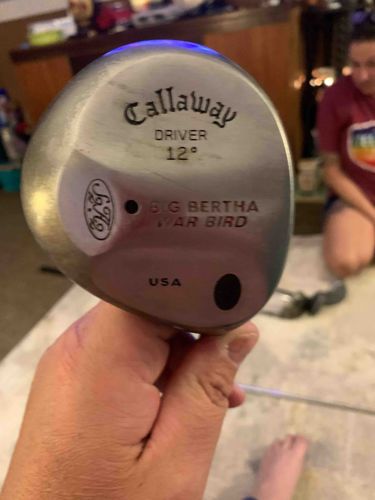 Callaway
DRIVER
12°
BIG BERTHA
WAR BIRD
USA